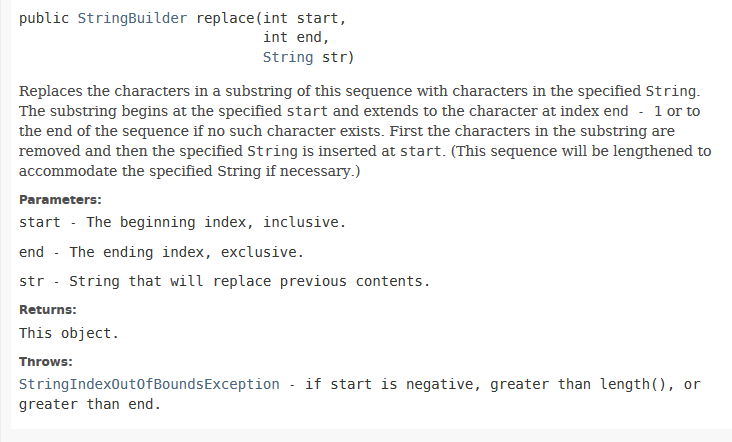 public StringBuilder replace(int start,
int end,
String str)
Replaces the characters in a substring of this sequence with characters in the specified String.
The substring begins at the specified start and extends to the character at index end - 1 or to
the end of the sequence if no such character exists. First the characters in the substring are
removed and then the specified String is inserted at start. (This sequence will be lengthened to
accommodate the specified String if necessary.)
Parameters:
start - The beginning index, inclusive.
end - The ending index, exclusive.
str - String that will replace previous contents.
Returns:
This object.
Throws:
StringIndexOutOfBoundsException - if start is negative, greater than length(), or
greater than end.